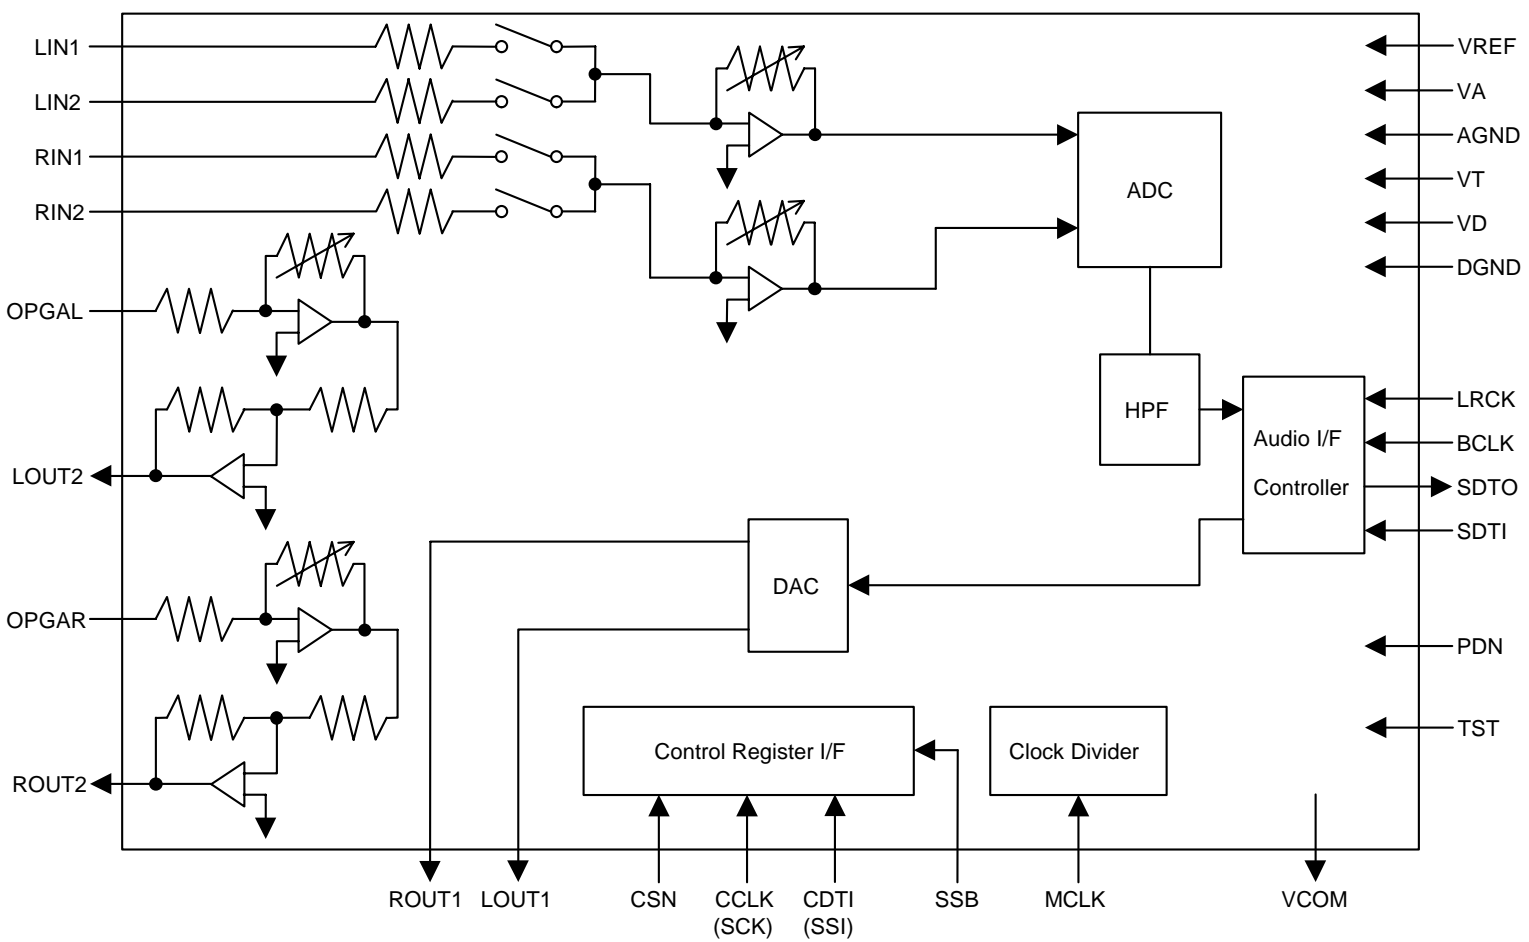 LIN1
LIN2
RIN1
RIN2
OPGAL
LOUT2
OPGAR
ROUT2
ADC
HPF
Audio I/F
Controller
DAC
Control Register I/F
Clock Divider
VREF
VA
AGND
VT
VD
DGND
LRCK
BCLK
SDTO
SDTI
PDN
TST
ROUT1
LOUT1
CSN
CCLK
(SCK)
CDTI
(SSI)
SSB
MCLK
VCOM